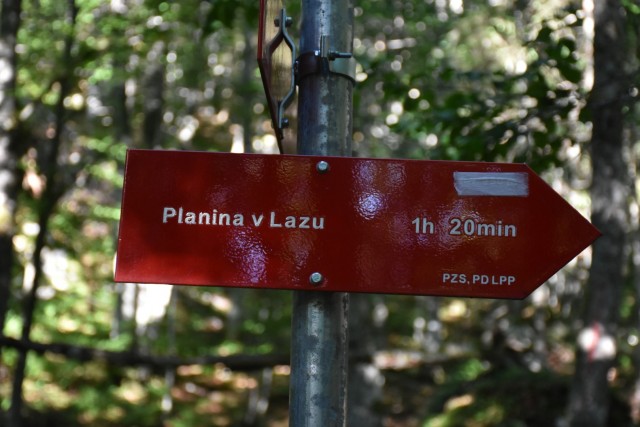 Planina v Lazu 1h 20min
PZS, PD LPP